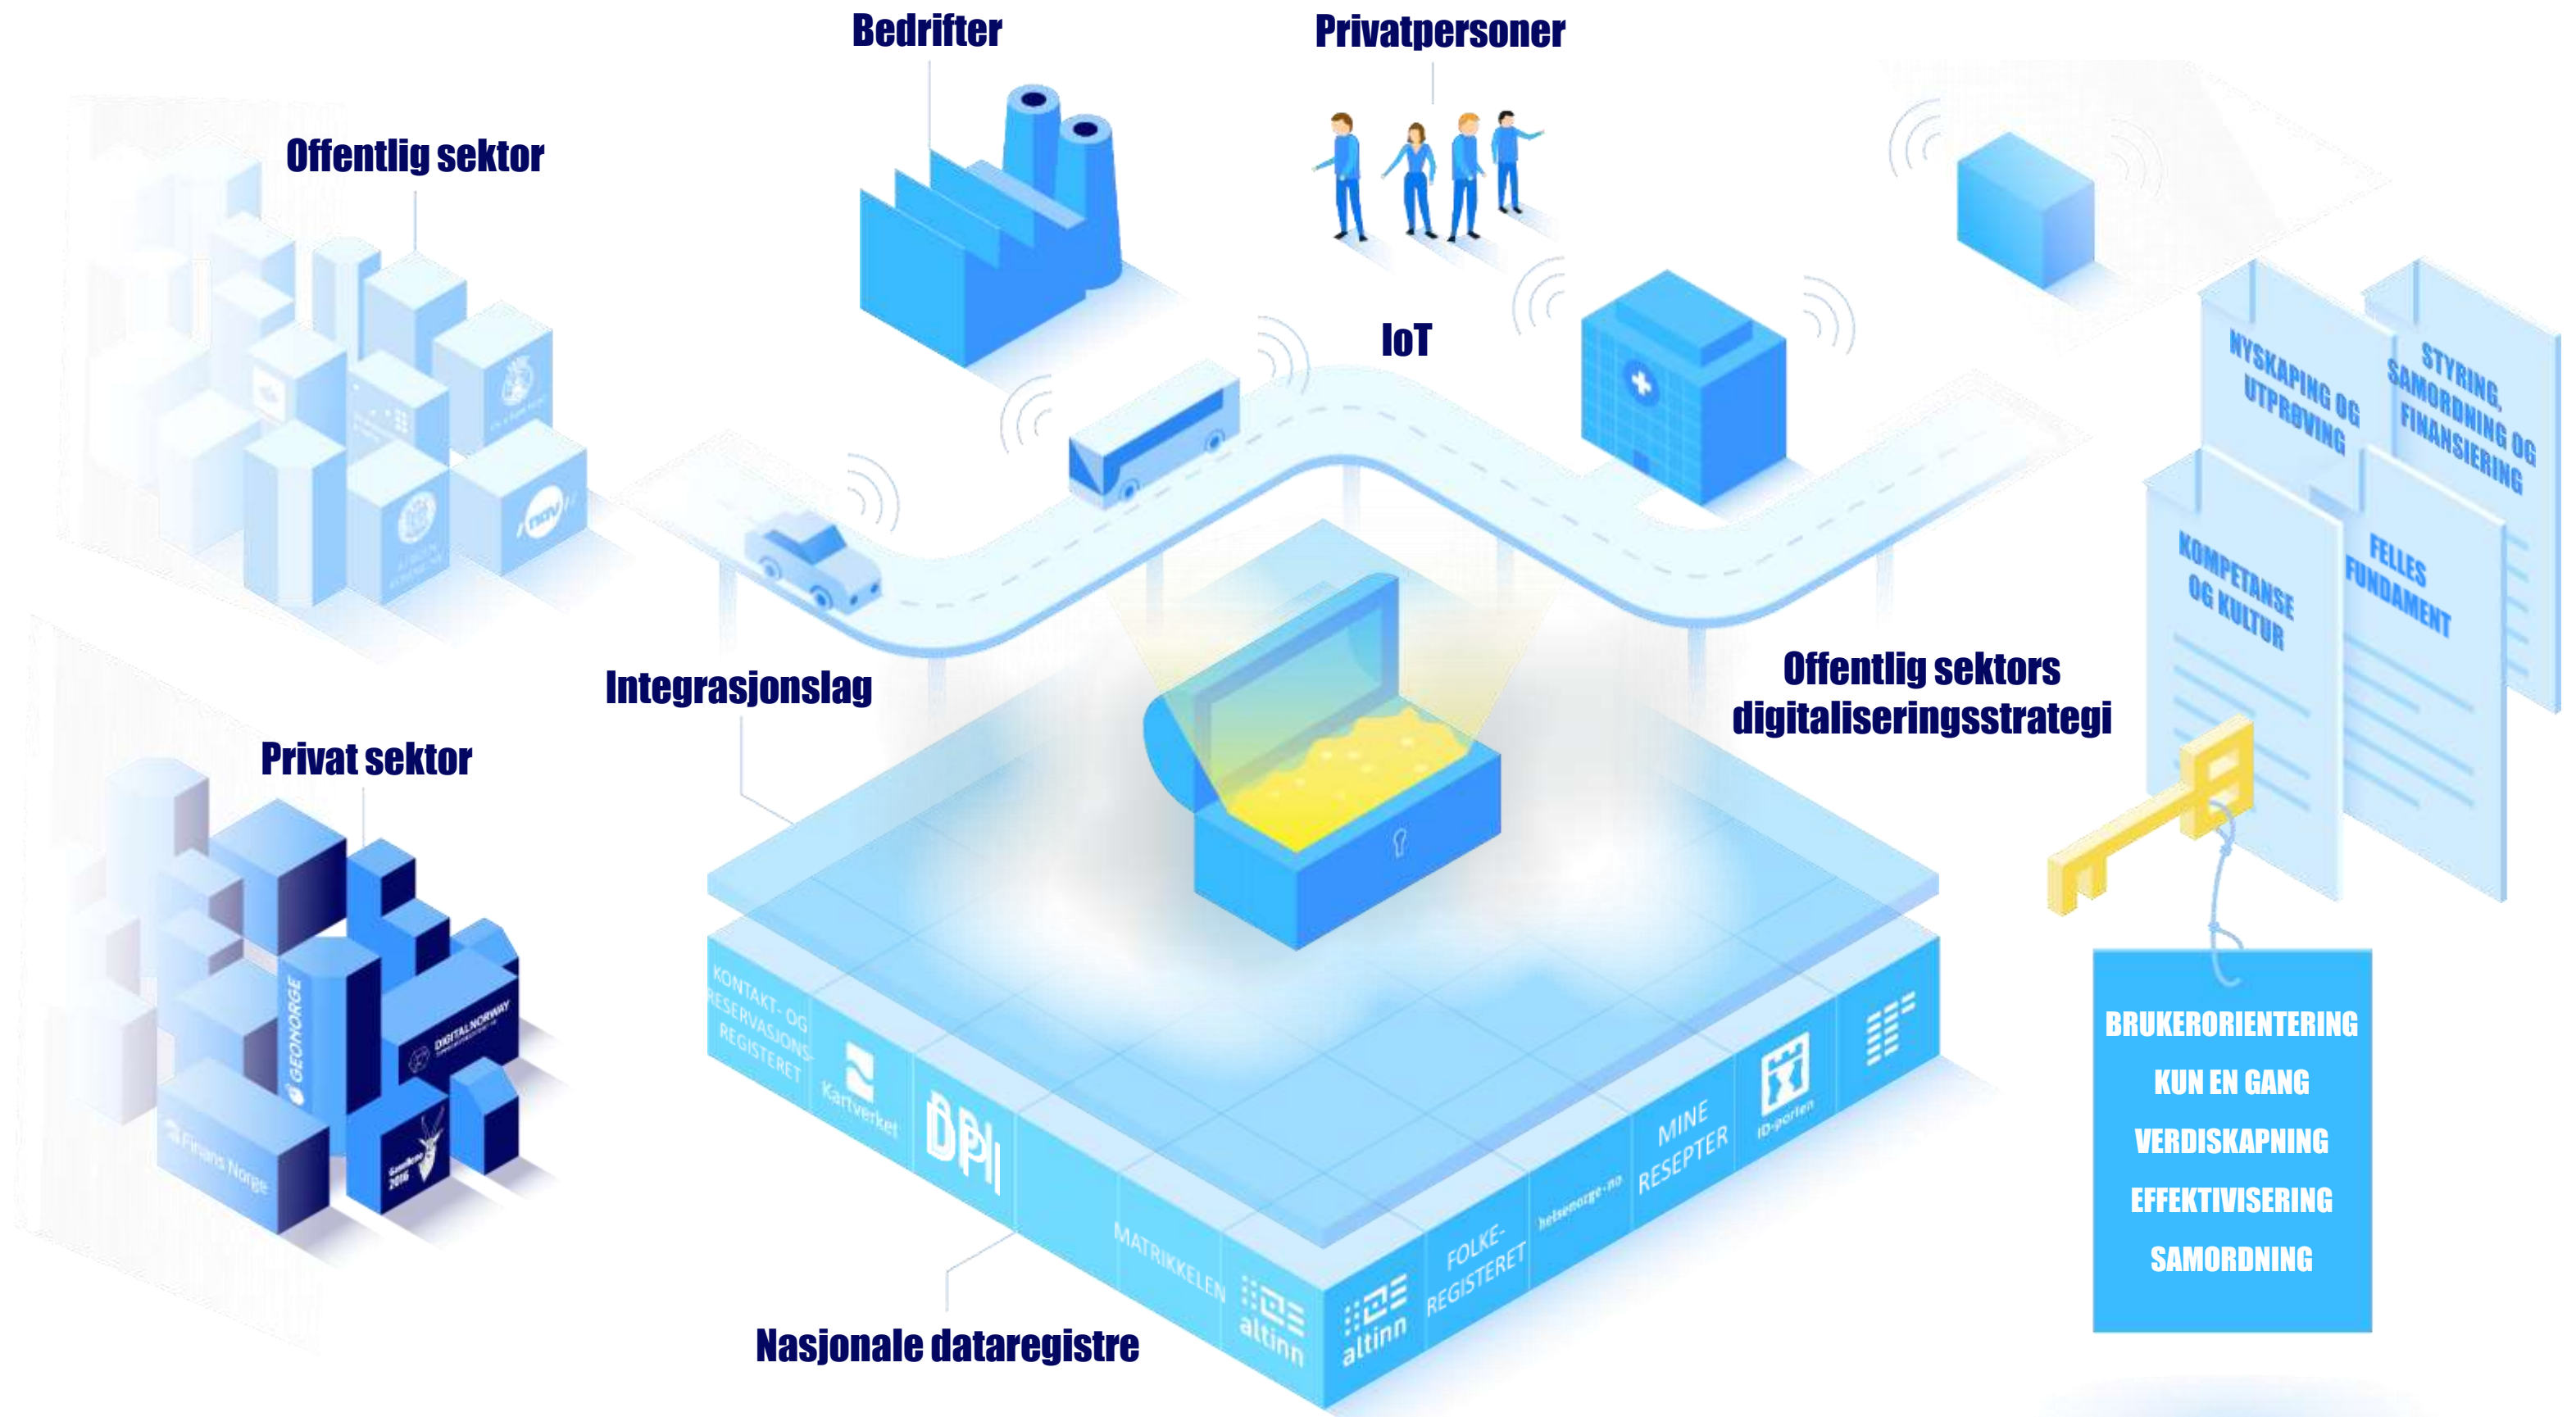 Bedrifter
Privatpersoner
Offentlig sektor
IoT
NYSKAPING OG
UTPRØVING
STYRING,
SAMORDNING OG
FINANSIERING
nav
KOMPETANSE
OG KULTUR
FELLES
FUNDAMENT
Integrasjonslag
Offentlig sektors
digitaliseringsstrategi
Privat sektor
GEONORGE
DIGITALNORWAY
Finans Norge
2016
KONTAKT- OG
RESERVASJONS-
REGISTERET
Kartverket
DPI
MATRIKKELEN
altinn
altinn
FOLKE-
REGISTERET
helsenorge.no
MINE
RESEPTER
ID-porten
Nasjonale dataregistre
BRUKERORIENTERING
KUN EN GANG
VERDISKAPNING
EFFEKTIVISERING
SAMORDNING